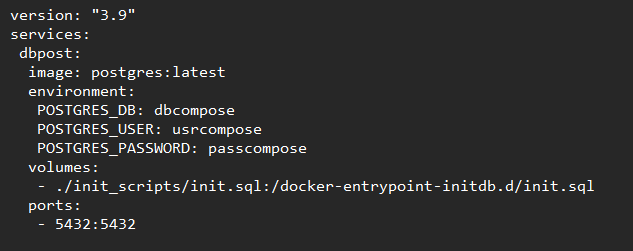 version: "3.9"
services:
 dbpost:
  image: postgres:latest
  environment:
   POSTGRES_DB: dbcompose
   POSTGRES_USER: usrcompose
   POSTGRES_PASSWORD: passcompose
  volumes:
   - ./init_scripts/init.sql:/docker-entrypoint-initdb.d/init.sql
  ports:
   - 5432:5432